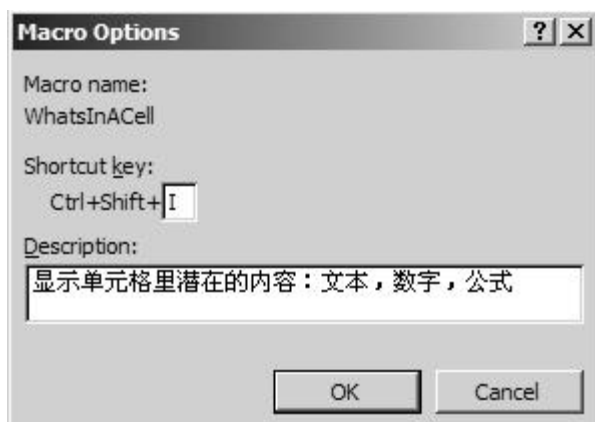 Macro Options
Macro name:
WhatsInACell
Shortcut key:
Ctrl+Shift+I
Description:
显示单元格里潜在的内容：文本，数字，公式
OK Cancel